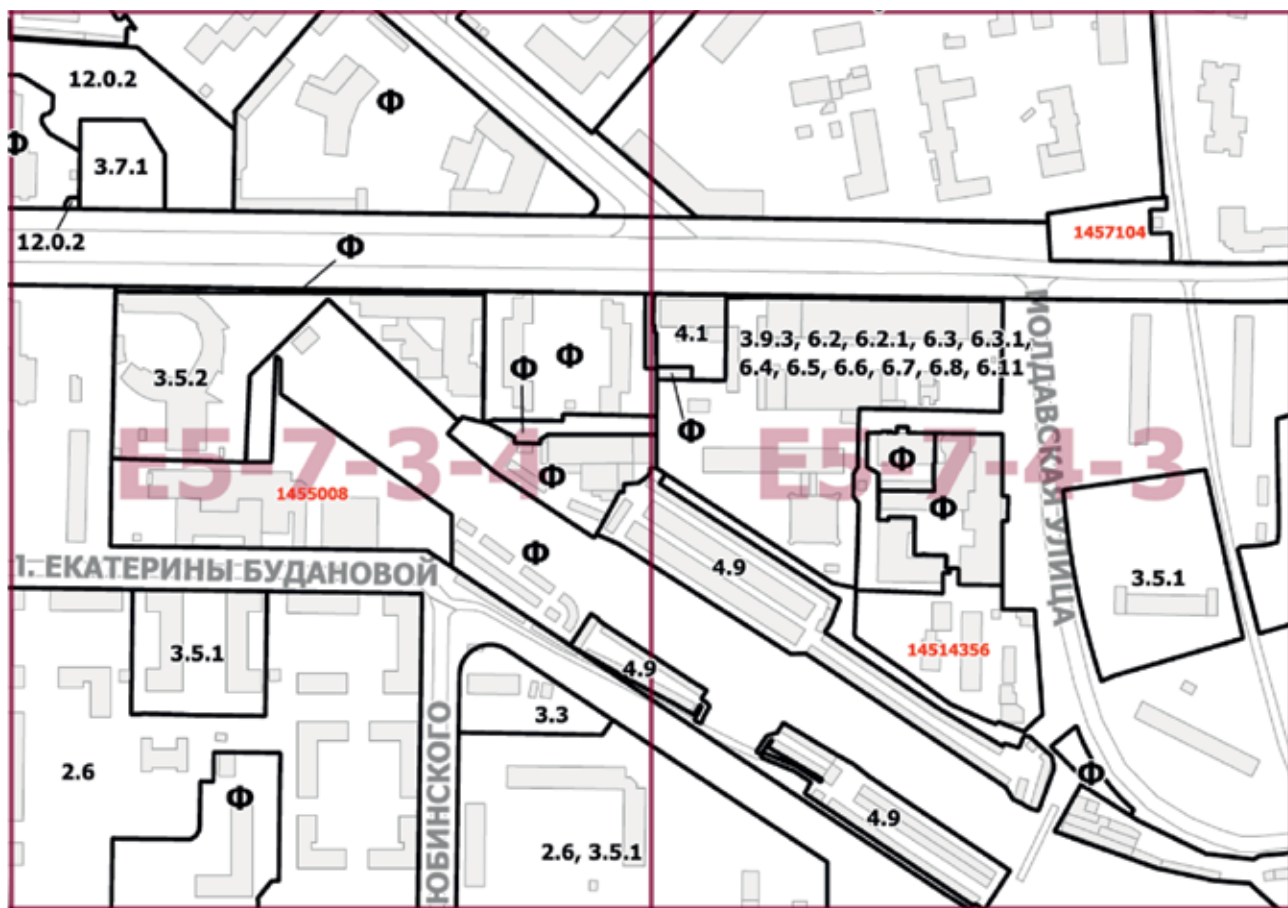 12.0.2
Ф
Ф
3.7.1
12.0.2
Ф
1457104
3.5.2
Ф
Ф
4.1
3.9.3, 6.2, 6.2.1, 6.3, 6.3.1,
6.4, 6.5, 6.6, 6.7, 6.8, 6.11
МОЛДАВСКАЯ УЛИЦА
Ф
E5-7-3-4
E5-7-4-3
Ф
Ф
1455008
Ф
Ф
4.9
Л. ЕКАТЕРИНЫ БУДАНОВОЙ
3.5.1
3.5.1
14514356
4.9
3.3
ЮБИНСКОГО
2.6
Ф
Ф
4.9
2.6, 3.5.1